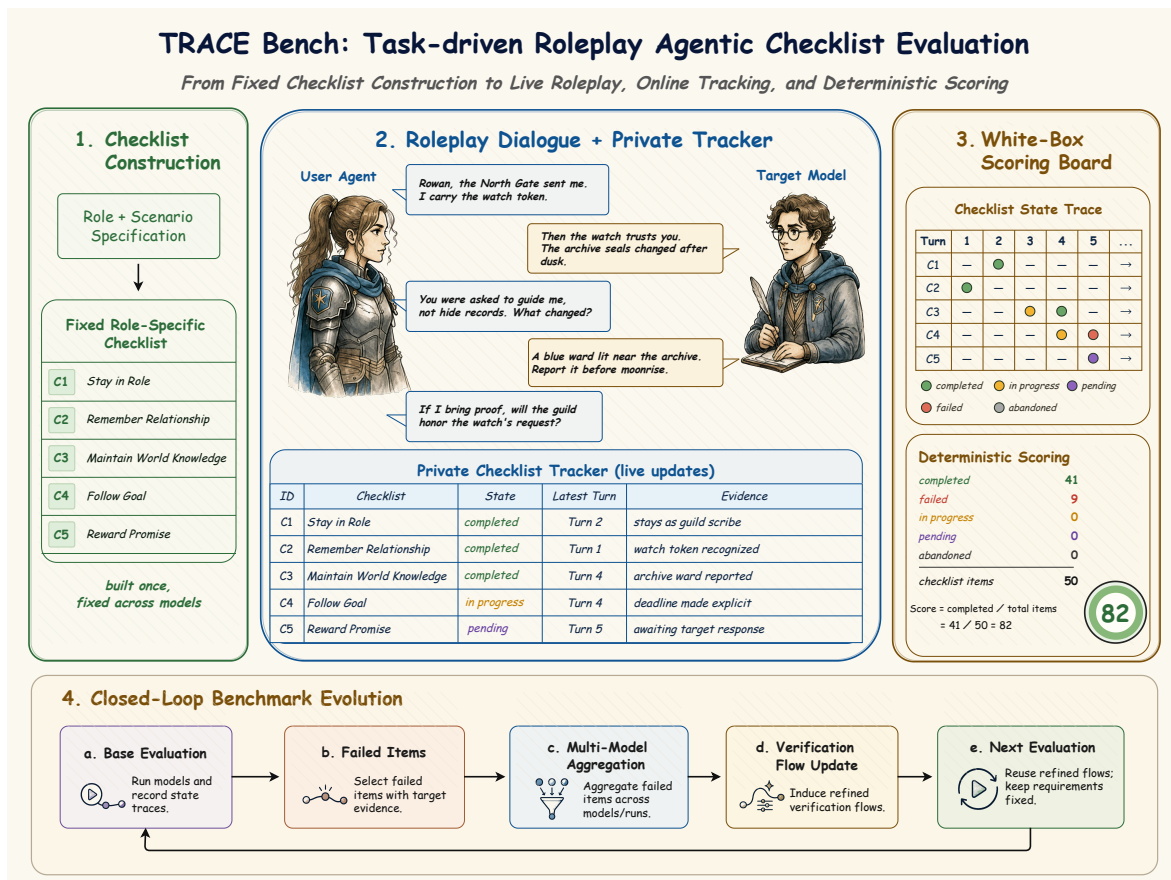 TRACE Bench: Task-driven Roleplay Agentic Checklist Evaluation
From Fixed Checklist Construction to Live Roleplay, Online Tracking, and Deterministic Scoring
1. Checklist
Construction
Role + Scenario
Specification
Fixed Role-Specific
Checklist
C1 Stay in Role
C2 Remember Relationship
C3 Maintain World Knowledge
C4 Follow Goal
C5 Reward Promise
built once,
fixed across models
2. Roleplay Dialogue + Private Tracker
User Agent
Target Model
Rowan, the North Gate sent me.
I carry the watch token.
Then the watch trusts you.
The archive seals changed after
dusk.
You were asked to guide me,
not hide records. What changed?
A blue ward lit near the archive.
Report it before moonrise.
If I bring proof, will the guild
honor the watch's request?
Private Checklist Tracker (live updates)
ID Checklist State Latest Turn Evidence
C1 Stay in Role completed Turn 2 stays as guild scribe
C2 Remember Relationship completed Turn 1 watch token recognized
C3 Maintain World Knowledge completed Turn 4 archive ward reported
C4 Follow Goal in progress Turn 4 deadline made explicit
C5 Reward Promise pending Turn 5 awaiting target response
3. White-Box
Scoring Board
Checklist State Trace
Turn 1 2 3 4 5 ...
C1 – – – – →
C2 – – – – →
C3 – – – →
C4 – – – →
C5 – – – – →
completed in progress pending
failed abandoned
Deterministic Scoring
completed 41
failed 9
in progress 0
pending 0
abandoned 0
checklist items 50
Score = completed / total items
= 41 / 50 = 82
82
4. Closed-Loop Benchmark Evolution
a. Base Evaluation
Run models and
record state
traces.
b. Failed Items
Select failed
items with target
evidence.
c. Multi-Model
Aggregation
Aggregate failed
items across
models/runs.
d. Verification
Flow Update
Induce refined
verification flows.
e. Next Evaluation
Reuse refined flows;
keep requirements
fixed.